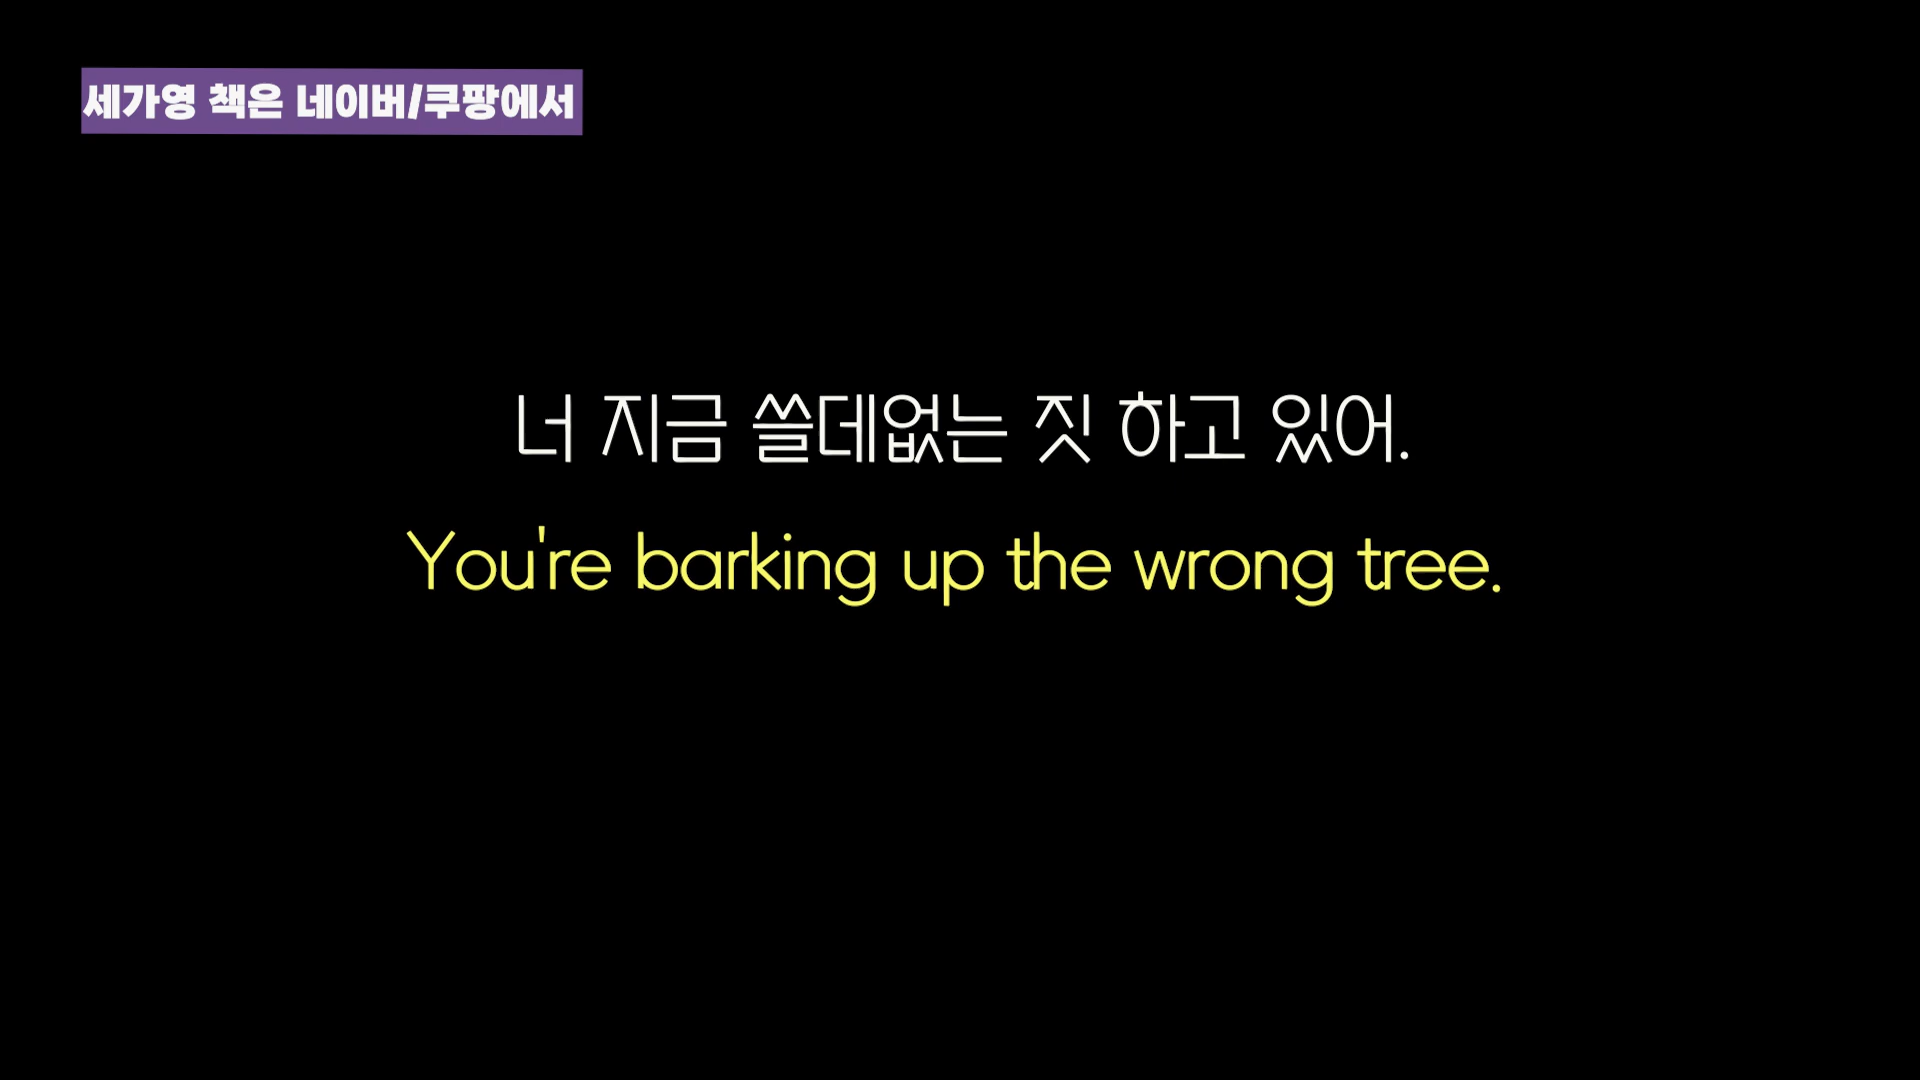 세가영 책은 네이버/쿠팡에서
너 지금 쓸데없는 짓 하고 있어.
You're barking up the wrong tree.